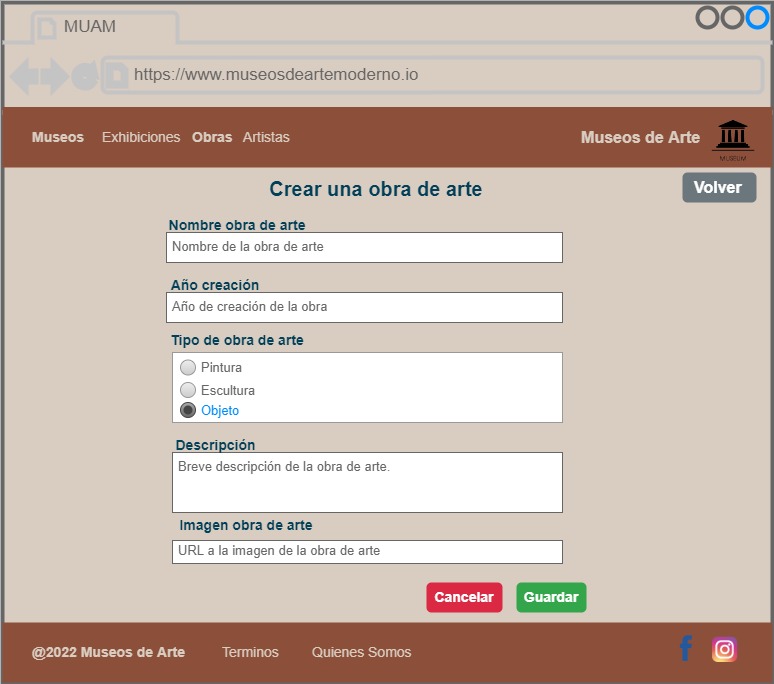 MUAM
https://www.museosdeartemoderno.io
Museos Exhibiciones Obras Artistas Museos de Arte
MUSEUM
Crear una obra de arte
Volver
Nombre obra de arte
Nombre de la obra de arte
Año creación
Año de creación de la obra
Tipo de obra de arte
Pintura
Escultura
Objeto
Descripción
Breve descripción de la obra de arte.
Imagen obra de arte
URL a la imagen de la obra de arte
Cancelar Guardar
@2022 Museos de Arte Terminos Quienes Somos